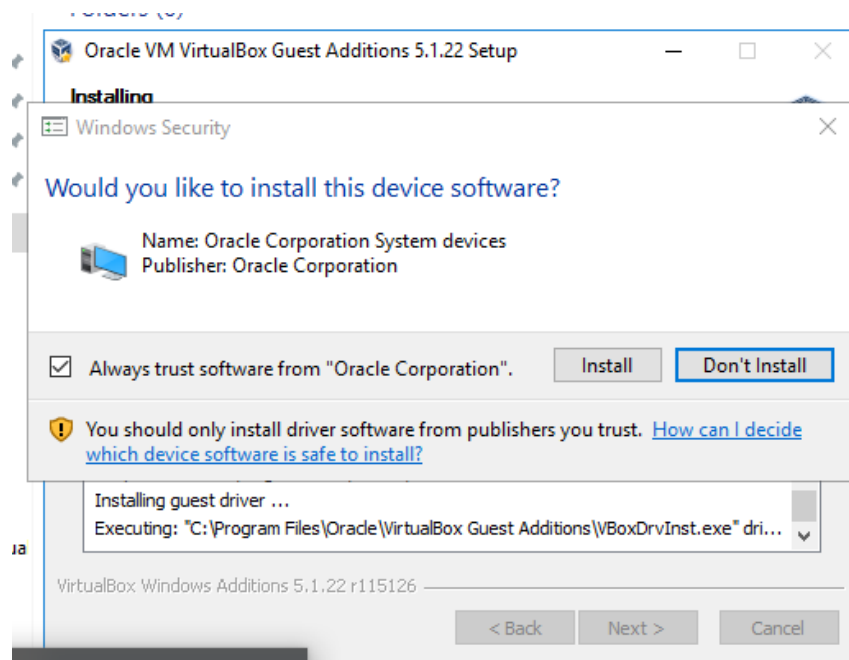 Oracle VM VirtualBox Guest Additions 5.1.22 Setup
Installing
Windows Security
Would you like to install this device software?
Name: Oracle Corporation System devices
Publisher: Oracle Corporation
Always trust software from "Oracle Corporation".
Install
Don't Install
You should only install driver software from publishers you trust. How can I decide
which device software is safe to install?
Installing guest driver ...
Executing: "C:\Program Files\Oracle\VirtualBox Guest Additions\VBoxDrvInst.exe" dri...
VirtualBox Windows Additions 5.1.22 r115126
< Back
Next >
Cancel